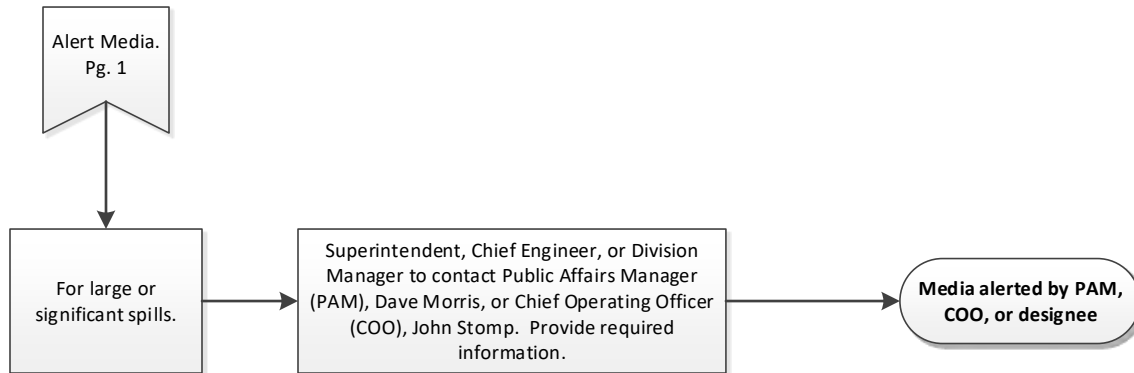 Alert Media.
Pg. 1
For large or
significant spills.
Superintendent, Chief Engineer, or Division
Manager to contact Public Affairs Manager
(PAM), Dave Morris, or Chief Operating Officer
(COO), John Stomp.  Provide required
information.
Media alerted by PAM,
COO, or designee